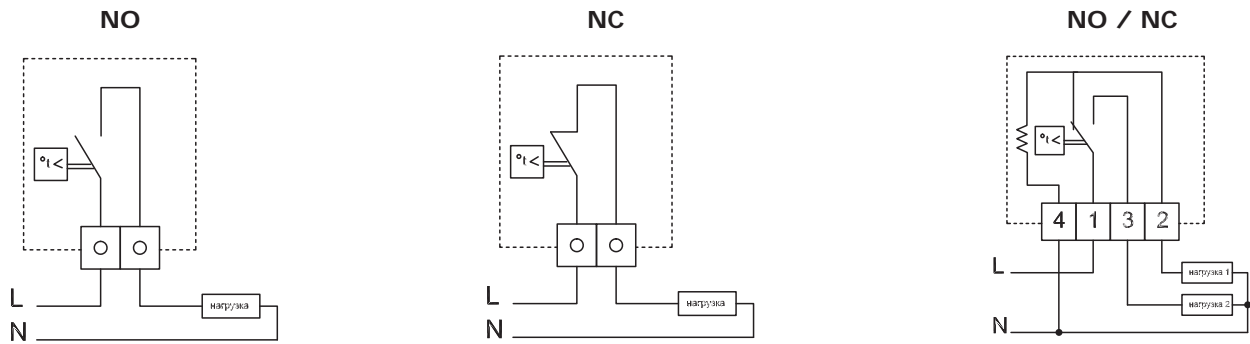 NO
°t <
L
N
нагрузка
NC
°t <
L
N
нагрузка
NO / NC
°t <
4 1 3 2
L
N
нагрузка 1
нагрузка 2